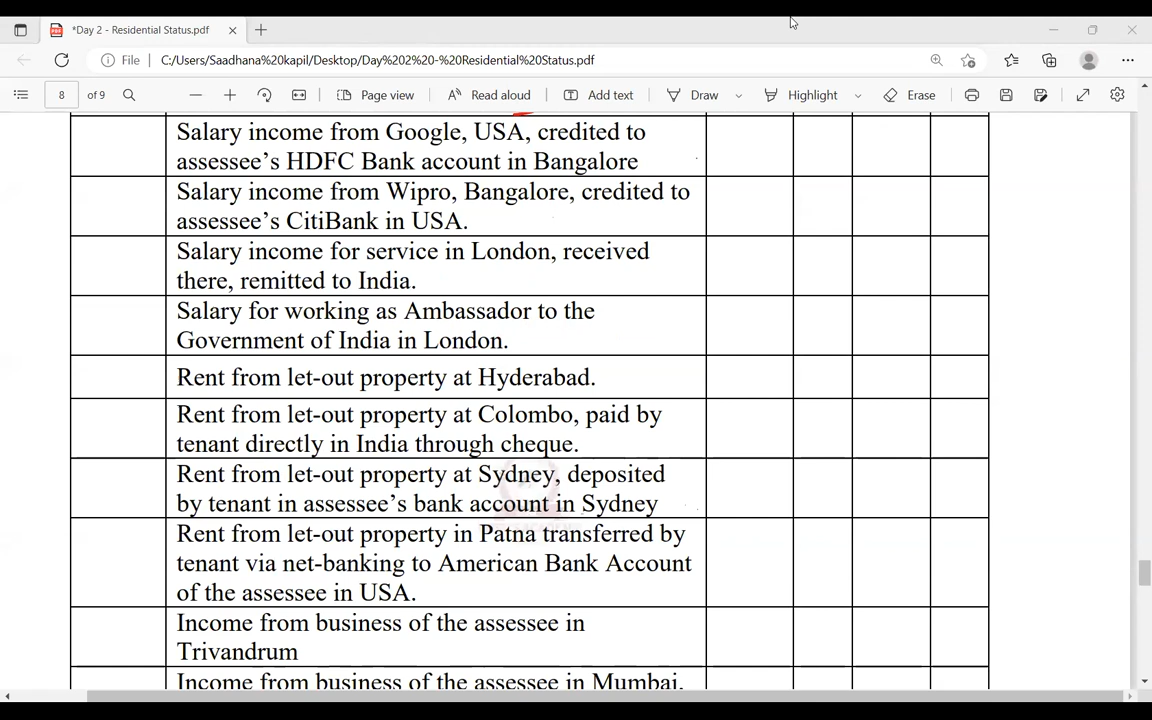 *Day 2 - Residential Status.pdf
File C:/Users/Saadhana%20kapil/Desktop/Day%202%20-%20Residential%20Status.pdf
8 of 9 Page view Read aloud Add text Draw Highlight Erase
Salary income from Google, USA, credited to
assessee's HDFC Bank account in Bangalore
Salary income from Wipro, Bangalore, credited to
assessee's CitiBank in USA.
Salary income for service in London, received
there, remitted to India.
Salary for working as Ambassador to the
Government of India in London.
Rent from let-out property at Hyderabad.
Rent from let-out property at Colombo, paid by
tenant directly in India through cheque.
Rent from let-out property at Sydney, deposited
by tenant in assessee's bank account in Sydney
Rent from let-out property in Patna transferred by
tenant via net-banking to American Bank Account
of the assessee in USA.
Income from business of the assessee in
Trivandrum
Income from business of the assessee in Mumbai,